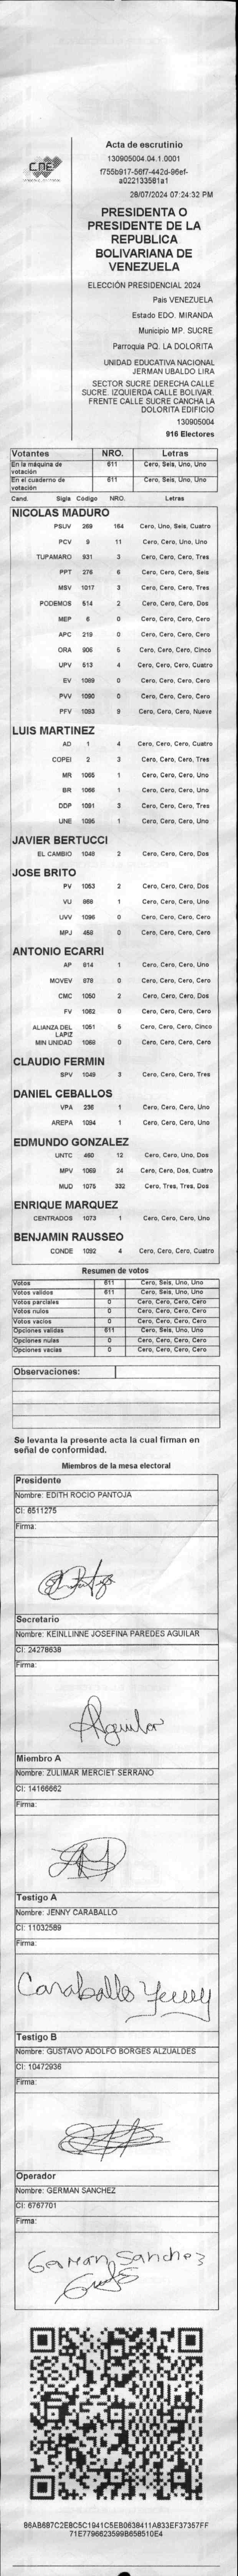 CNE
Acta de escrutinio
130905004.04.1.0001
f755b917-56f7-442d-96ef-
a022133581a1
28/07/2024 07:24:32 PM
PRESIDENTA O
PRESIDENTE DE LA
REPUBLICA
BOLIVARIANA DE
VENEZUELA
ELECCIÓN PRESIDENCIAL 2024
Pais VENEZUELA
Estado EDO. MIRANDA
Municipio MP. SUCRE
Parroquia PQ. LA DOLORITA
UNIDAD EDUCATIVA NACIONAL
JERMAN UBALDO LIRA
SECTOR SUCRE DERECHA CALLE
SUCRE. IZQUIERDA CALLE BOLIVAR.
FRENTE CALLE SUCRE CANCHA LA
DOLORITA EDIFICIO
130905004
916 Electores
Votantes NRO. Letras
En la máquina de votación 611 Cero, Seis, Uno, Uno
En el cuaderno de votación 611 Cero, Seis, Uno, Uno
Cand. Sigla Codigo NRO. Letras
NICOLAS MADURO
PSUV 269 164 Cero, Uno, Seis, Cuatro
PCV 9 11 Cero, Cero, Uno, Uno
TUPAMARO 931 3 Cero, Cero, Cero, Tres
PPT 276 6 Cero, Cero, Cero, Seis
MSV 1017 3 Cero, Cero, Cero, Tres
PODEMOS 514 2 Cero, Cero, Cero, Dos
MEP 6 0 Cero, Cero, Cero, Cero
APC 219 0 Cero, Cero, Cero, Cero
ORA 906 5 Cero, Cero, Cero, Cinco
UPV 513 4 Cero, Cero, Cero, Cuatro
EV 1089 0 Cero, Cero, Cero, Cero
PVV 1090 0 Cero, Cero, Cero, Cero
PFV 1093 9 Cero, Cero, Cero, Nueve
LUIS MARTINEZ
AD 1 4 Cero, Cero, Cero, Cuatro
COPEI 2 3 Cero, Cero, Cero, Tres
MR 1065 1 Cero, Cero, Cero, Uno
BR 1066 1 Cero, Cero, Cero, Uno
DDP 1091 3 Cero, Cero, Cero, Tres
UNE 1095 1 Cero, Cero, Cero, Uno
JAVIER BERTUCCI
EL CAMBIO 1048 2 Cero, Cero, Cero, Dos
JOSE BRITO
PV 1053 2 Cero, Cero, Cero, Dos
VU 868 1 Cero, Cero, Cero, Uno
UVV 1096 0 Cero, Cero, Cero, Cero
MPJ 458 0 Cero, Cero, Cero, Cero
ANTONIO ECARRI
AP 814 1 Cero, Cero, Cero, Uno
MOVEV 978 0 Cero, Cero, Cero, Cero
CMC 1050 2 Cero, Cero, Cero, Dos
FV 1062 0 Cero, Cero, Cero, Cero
ALIANZA DEL LAPIZ 1051 5 Cero, Cero, Cero, Cinco
MIN UNIDAD 1068 0 Cero, Cero, Cero, Cero
CLAUDIO FERMIN
SPV 1049 3 Cero, Cero, Cero, Tres
DANIEL CEBALLOS
VPA 236 1 Cero, Cero, Cero, Uno
AREPA 1094 1 Cero, Cero, Cero, Uno
EDMUNDO GONZALEZ
UNTC 460 12 Cero, Cero, Uno, Dos
MPV 1069 24 Cero, Cero, Dos, Cuatro
MUD 1075 332 Cero, Tres, Tres, Dos
ENRIQUE MARQUEZ
CENTRADOS 1073 1 Cero, Cero, Cero, Uno
BENJAMIN RAUSSEO
CONDE 1092 4 Cero, Cero, Cero, Cuatro
Resumen de votos
Votos 611 Cero, Seis, Uno, Uno
Votos validos 611 Cero, Seis, Uno, Uno
Votos parciales 0 Cero, Cero, Cero, Cero
Votos nulos 0 Cero, Cero, Cero, Cero
Votos vacios 0 Cero, Cero, Cero, Cero
Opciones validas 611 Cero, Seis, Uno, Uno
Opciones nulas 0 Cero, Cero, Cero, Cero
Opciones vacias 0 Cero, Cero, Cero, Cero
Observaciones:
Se levanta la presente acta la cual firman en
señal de conformidad.
Miembros de la mesa electoral
Presidente
Nombre: EDITH ROCIO PANTOJA
CI: 6511275
Firma:
Secretario
Nombre: KEINLLINNE JOSEFINA PAREDES AGUILAR
CI: 24278638
Firma:
Aguilar
Miembro A
Nombre: ZULIMAR MERCIET SERRANO
CI: 14166662
Firma:
Testigo A
Nombre: JENNY CARABALLO
CI: 11032589
Firma:
Caraballo Jenny
Testigo B
Nombre: GUSTAVO ADOLFO BORGES ALZUALDES
CI: 10472936
Firma:
Operador
Nombre: GERMAN SANCHEZ
CI: 6767701
Firma:
German Sanchez
86AB687C2E8C5C1941C5EB0638411A833EF37357FF
71E7796623599B658510E4